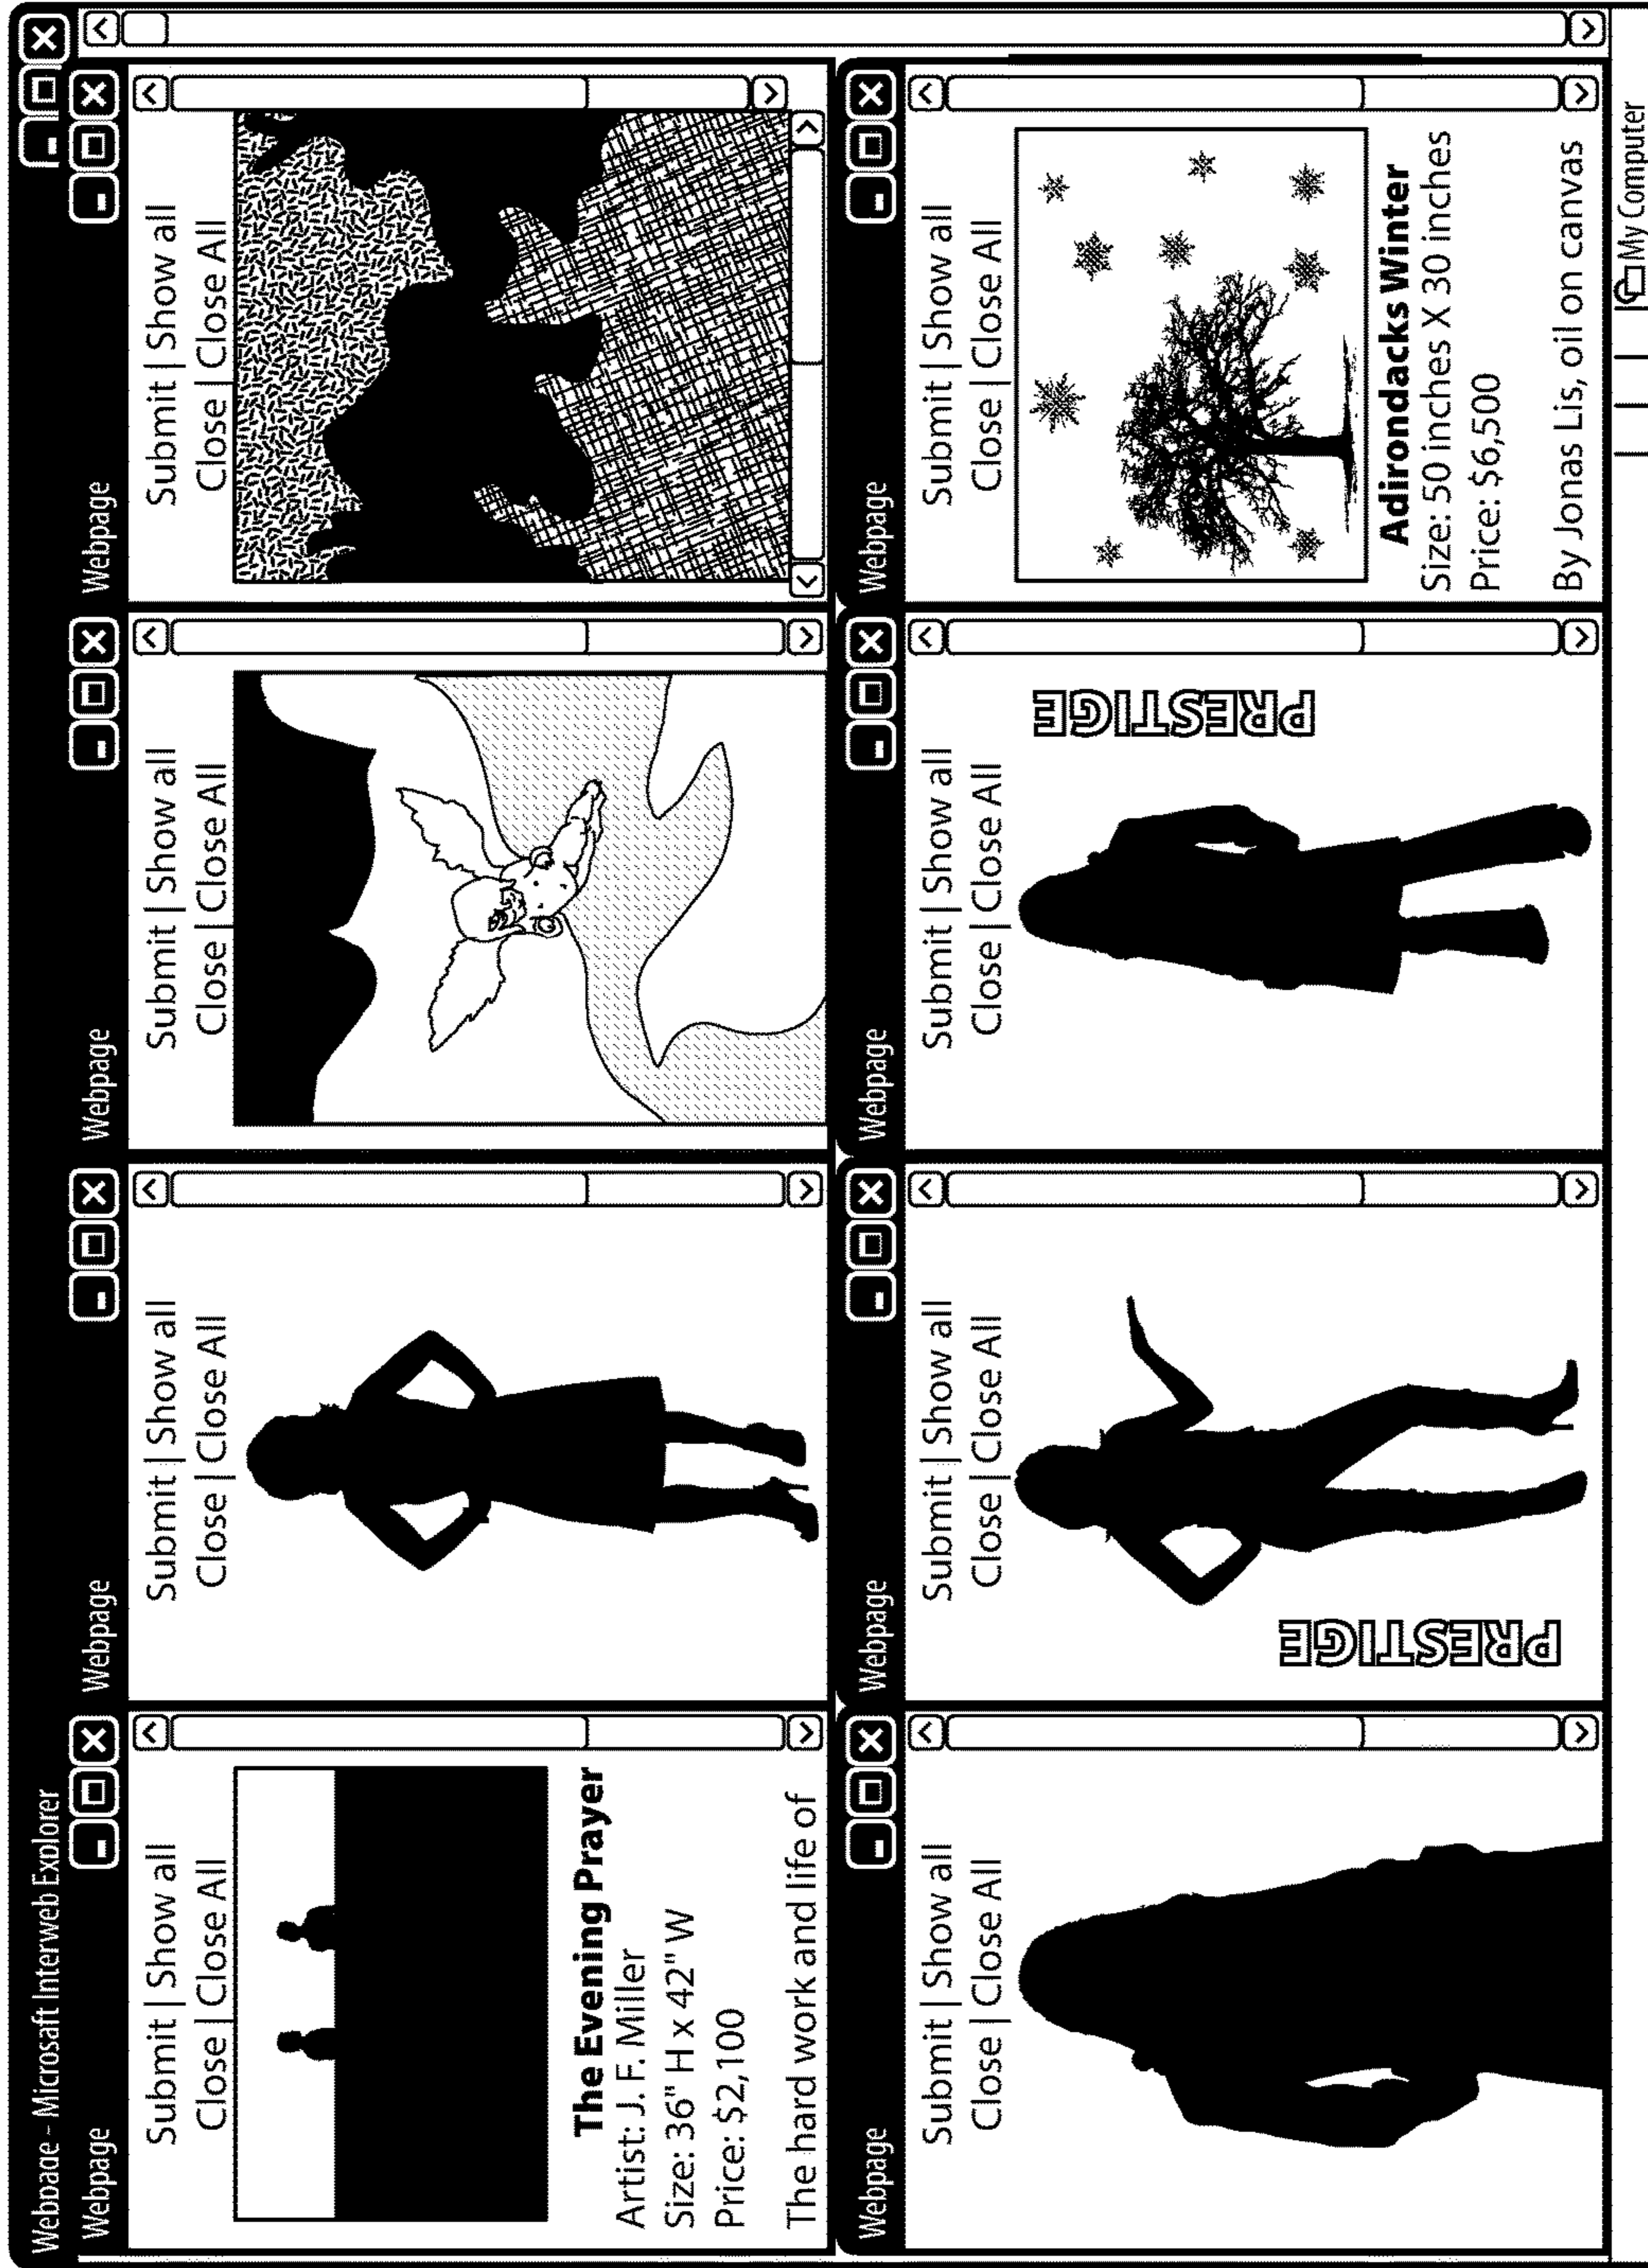 Webpage – Microsaft Interweb Explorer
Webpage
Submit | Show all
Close | Close All
The Evening Prayer
Artist: J. F. Miller
Size: 36" H x 42" W
Price: $2,100
The hard work and life of
Webpage
Submit | Show all
Close | Close All
Webpage
Submit | Show all
Close | Close All
Webpage
Submit | Show all
Close | Close All
Webpage
Submit | Show all
Close | Close All
Webpage
Submit | Show all
Close | Close All
PRESTIGE
Webpage
Submit | Show all
Close | Close All
PRESTIGE
Webpage
Submit | Show all
Close | Close All
Adirondacks Winter
Size: 50 inches X 30 inches
Price: $6,500
By Jonas Lis, oil on canvas
My Computer